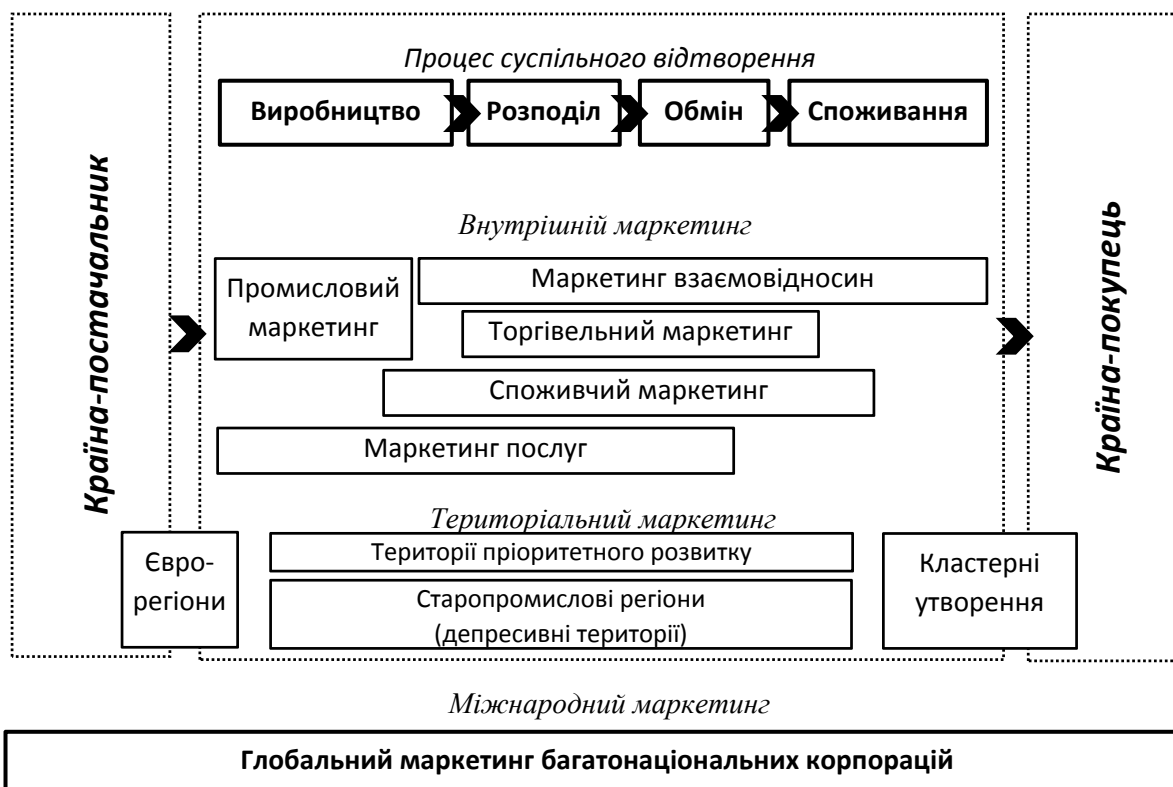 Процес суспільного відтворення
Виробництво
Розподіл
Обмін
Споживання
Країна-постачальник
Країна-покупець
Внутрішній маркетинг
Промисловий
маркетинг
Маркетинг взаємовідносин
Торгівельний маркетинг
Споживчий маркетинг
Маркетинг послуг
Територіальний маркетинг
Євро-
регіони
Території пріоритетного розвитку
Старопромислові регіони
(депресивні території)
Кластерні
утворення
Міжнародний маркетинг
Глобальний маркетинг багатонаціональних корпорацій